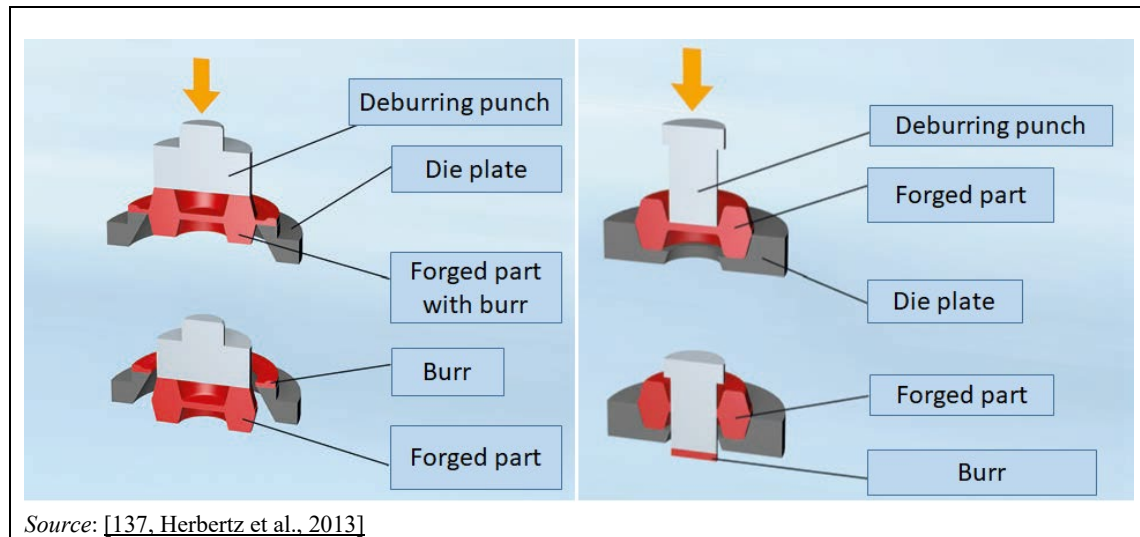 Deburring punch
Die plate
Forged part
with burr
Burr
Forged part
Deburring punch
Forged part
Die plate
Forged part
Burr
Source: [137, Herbertz et al., 2013]